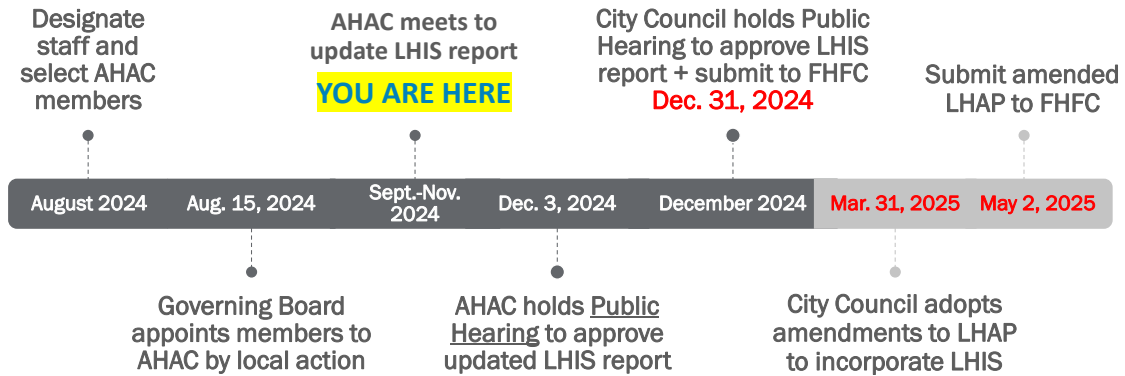 Designate
staff and
select AHAC
members
AHAC meets to
update LHIS report
YOU ARE HERE
City Council holds Public
Hearing to approve LHIS
report + submit to FHFC
Dec. 31, 2024
Submit amended
LHAP to FHFC
August 2024
Aug. 15, 2024
Sept.-Nov.
2024
Dec. 3, 2024
December 2024
Mar. 31, 2025
May 2, 2025
Governing Board
appoints members to
AHAC by local action
AHAC holds Public
Hearing to approve
updated LHIS report
City Council adopts
amendments to LHAP
to incorporate LHIS